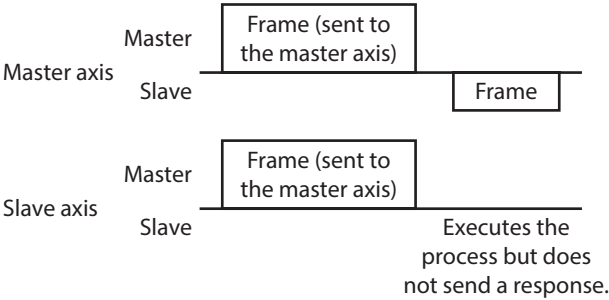 Master
Frame (sent to
the master axis)
Master axis
Slave
Frame
Master
Frame (sent to
the master axis)
Slave axis
Slave
Executes the
process but does
not send a response.